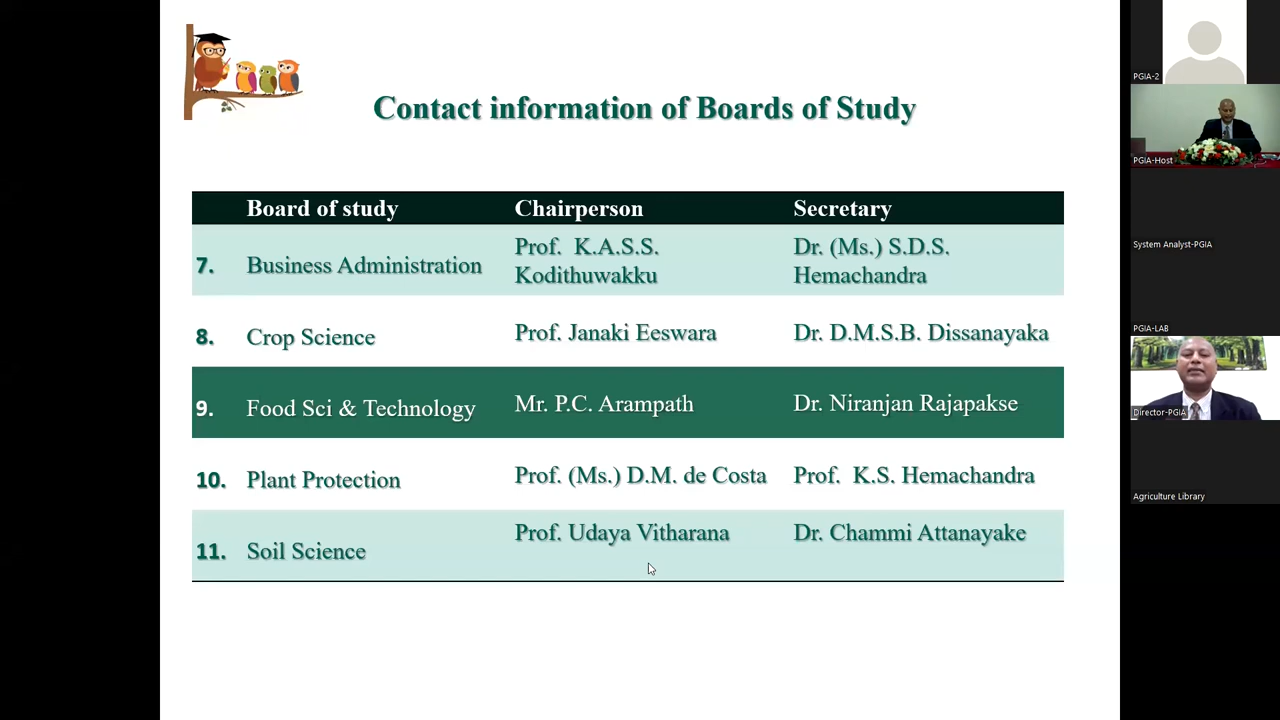 Contact information of Boards of Study
Board of study Chairperson Secretary
7. Business Administration Prof. K.A.S.S. Kodithuwakku Dr. (Ms.) S.D.S. Hemachandra
8. Crop Science Prof. Janaki Eeswara Dr. D.M.S.B. Dissanayaka
9. Food Sci & Technology Mr. P.C. Arampath Dr. Niranjan Rajapakse
10. Plant Protection Prof. (Ms.) D.M. de Costa Prof. K.S. Hemachandra
11. Soil Science Prof. Udaya Vitharana Dr. Chammi Attanayake
PGIA-2
PGIA-Host
System Analyst-PGIA
PGIA-LAB
Director-PGIA
Agriculture Library